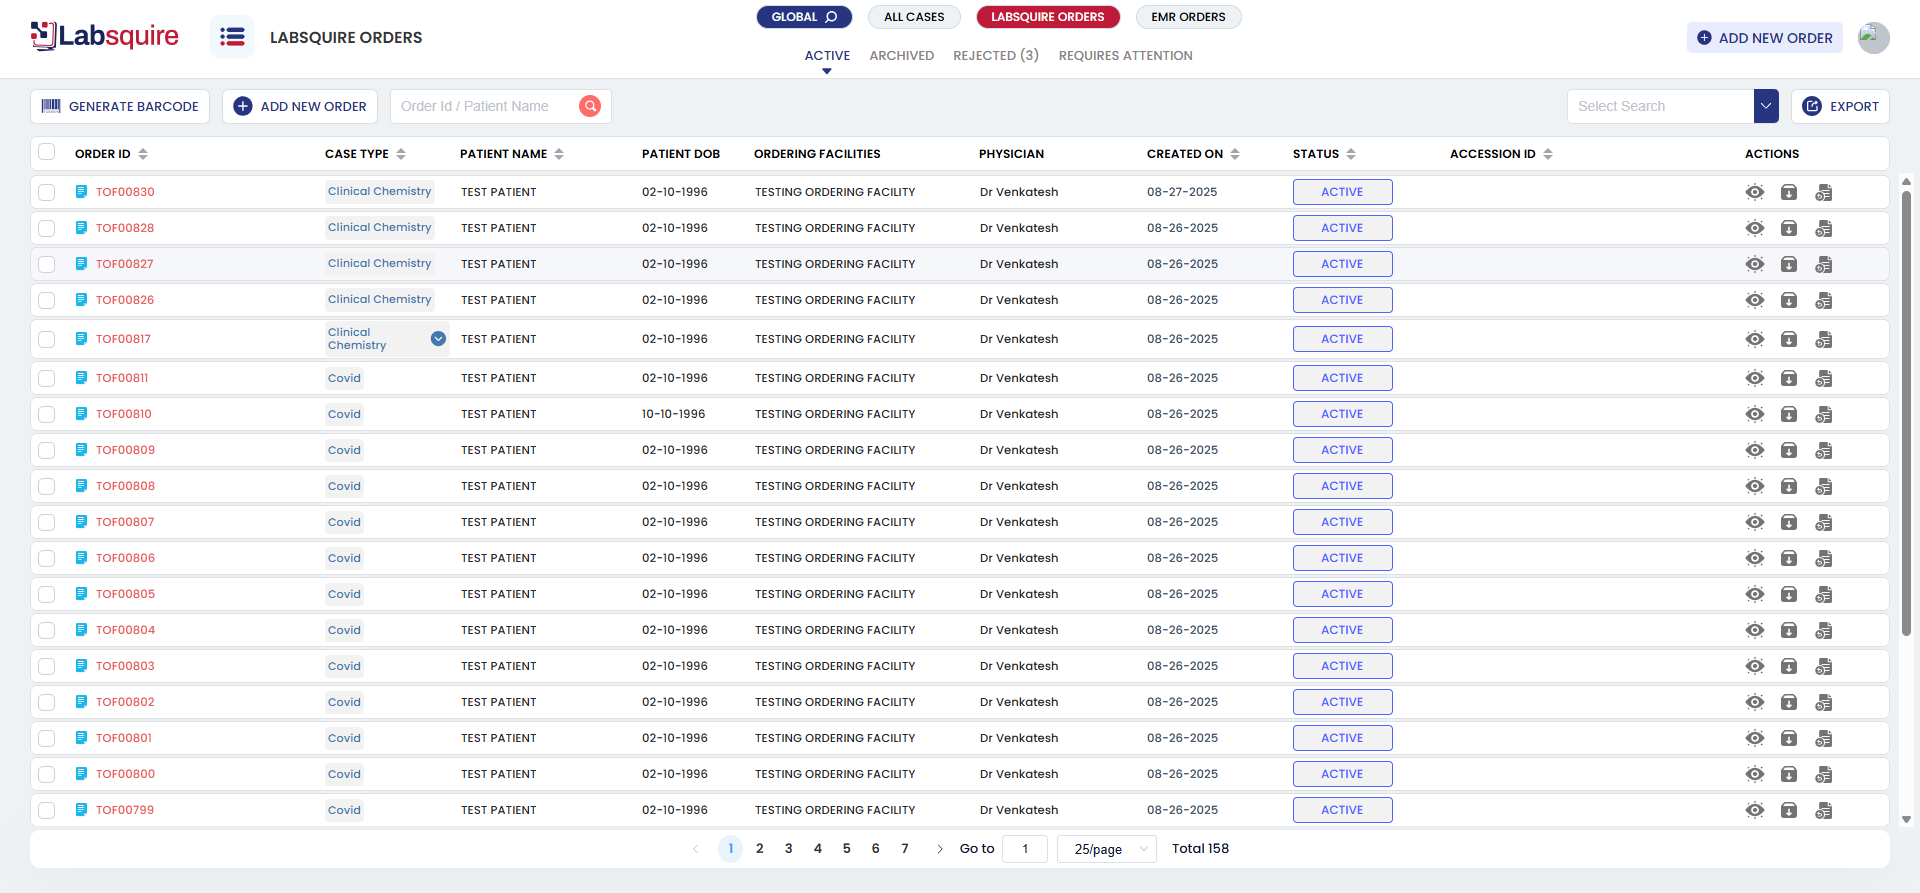 Labsquire
LABSQUIRE ORDERS
GLOBAL ALL CASES LABSQUIRE ORDERS EMR ORDERS
ACTIVE ARCHIVED REJECTED (3) REQUIRES ATTENTION
ADD NEW ORDER
GENERATE BARCODE ADD NEW ORDER Order Id / Patient Name Select Search EXPORT
ORDER ID CASE TYPE PATIENT NAME PATIENT DOB ORDERING FACILITIES PHYSICIAN CREATED ON STATUS ACCESSION ID ACTIONS
TOF00830 Clinical Chemistry TEST PATIENT 02-10-1996 TESTING ORDERING FACILITY Dr Venkatesh 08-27-2025 ACTIVE
TOF00828 Clinical Chemistry TEST PATIENT 02-10-1996 TESTING ORDERING FACILITY Dr Venkatesh 08-26-2025 ACTIVE
TOF00827 Clinical Chemistry TEST PATIENT 02-10-1996 TESTING ORDERING FACILITY Dr Venkatesh 08-26-2025 ACTIVE
TOF00826 Clinical Chemistry TEST PATIENT 02-10-1996 TESTING ORDERING FACILITY Dr Venkatesh 08-26-2025 ACTIVE
TOF00817 Clinical Chemistry TEST PATIENT 02-10-1996 TESTING ORDERING FACILITY Dr Venkatesh 08-26-2025 ACTIVE
TOF00811 Covid TEST PATIENT 02-10-1996 TESTING ORDERING FACILITY Dr Venkatesh 08-26-2025 ACTIVE
TOF00810 Covid TEST PATIENT 10-10-1996 TESTING ORDERING FACILITY Dr Venkatesh 08-26-2025 ACTIVE
TOF00809 Covid TEST PATIENT 02-10-1996 TESTING ORDERING FACILITY Dr Venkatesh 08-26-2025 ACTIVE
TOF00808 Covid TEST PATIENT 02-10-1996 TESTING ORDERING FACILITY Dr Venkatesh 08-26-2025 ACTIVE
TOF00807 Covid TEST PATIENT 02-10-1996 TESTING ORDERING FACILITY Dr Venkatesh 08-26-2025 ACTIVE
TOF00806 Covid TEST PATIENT 02-10-1996 TESTING ORDERING FACILITY Dr Venkatesh 08-26-2025 ACTIVE
TOF00805 Covid TEST PATIENT 02-10-1996 TESTING ORDERING FACILITY Dr Venkatesh 08-26-2025 ACTIVE
TOF00804 Covid TEST PATIENT 02-10-1996 TESTING ORDERING FACILITY Dr Venkatesh 08-26-2025 ACTIVE
TOF00803 Covid TEST PATIENT 02-10-1996 TESTING ORDERING FACILITY Dr Venkatesh 08-26-2025 ACTIVE
TOF00802 Covid TEST PATIENT 02-10-1996 TESTING ORDERING FACILITY Dr Venkatesh 08-26-2025 ACTIVE
TOF00801 Covid TEST PATIENT 02-10-1996 TESTING ORDERING FACILITY Dr Venkatesh 08-26-2025 ACTIVE
TOF00800 Covid TEST PATIENT 02-10-1996 TESTING ORDERING FACILITY Dr Venkatesh 08-26-2025 ACTIVE
TOF00799 Covid TEST PATIENT 02-10-1996 TESTING ORDERING FACILITY Dr Venkatesh 08-26-2025 ACTIVE
1 2 3 4 5 6 7 Go to 1 25/page Total 158